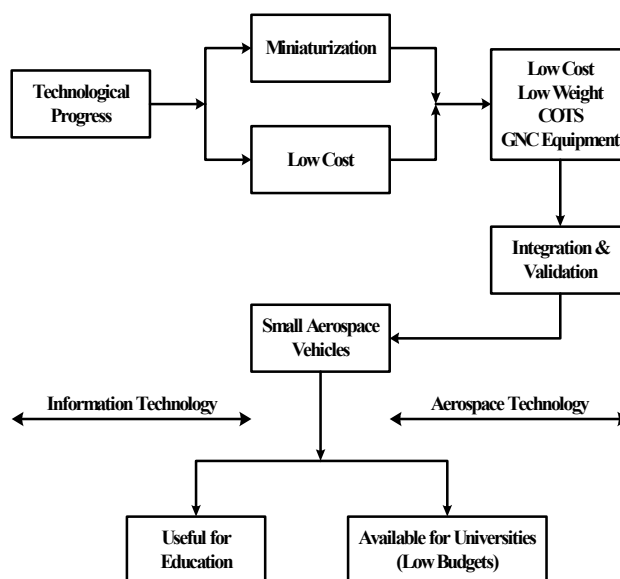 Miniaturization
Technological
Progress
Low Cost
Low Cost
Low Weight
COTS
GNC Equipment
Integration &
Validation
Small Aerospace
Vehicles
Information Technology
Aerospace Technology
Useful for
Education
Available for Universities
(Low Budgets)